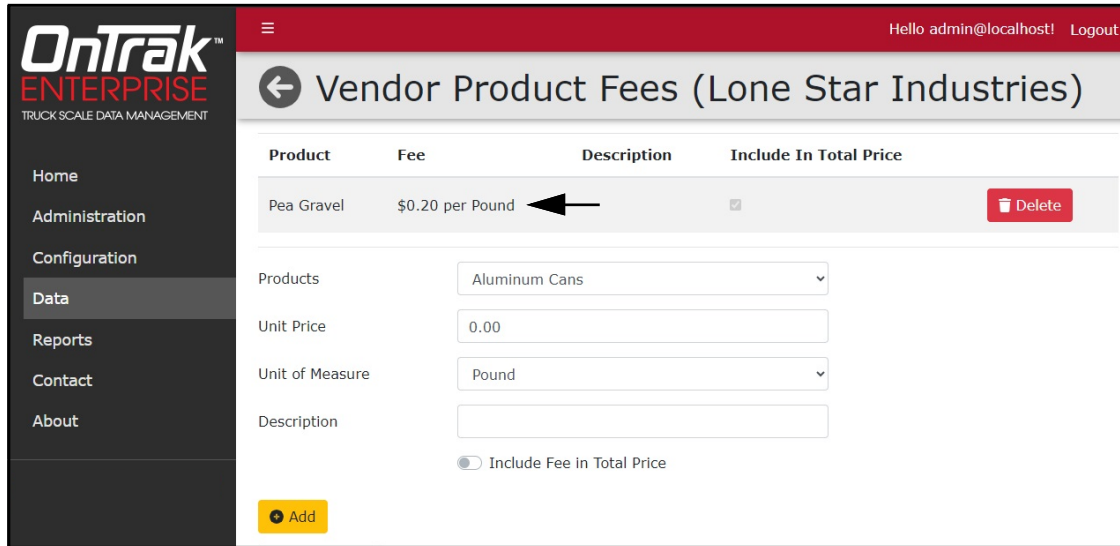 OnTrak™
ENTERPRISE
TRUCK SCALE DATA MANAGEMENT
Home
Administration
Configuration
Data
Reports
Contact
About
Hello admin@localhost! Logout
Vendor Product Fees (Lone Star Industries)
Product Fee Description Include In Total Price
Pea Gravel $0.20 per Pound Delete
Products Aluminum Cans
Unit Price 0.00
Unit of Measure Pound
Description
Include Fee in Total Price
Add